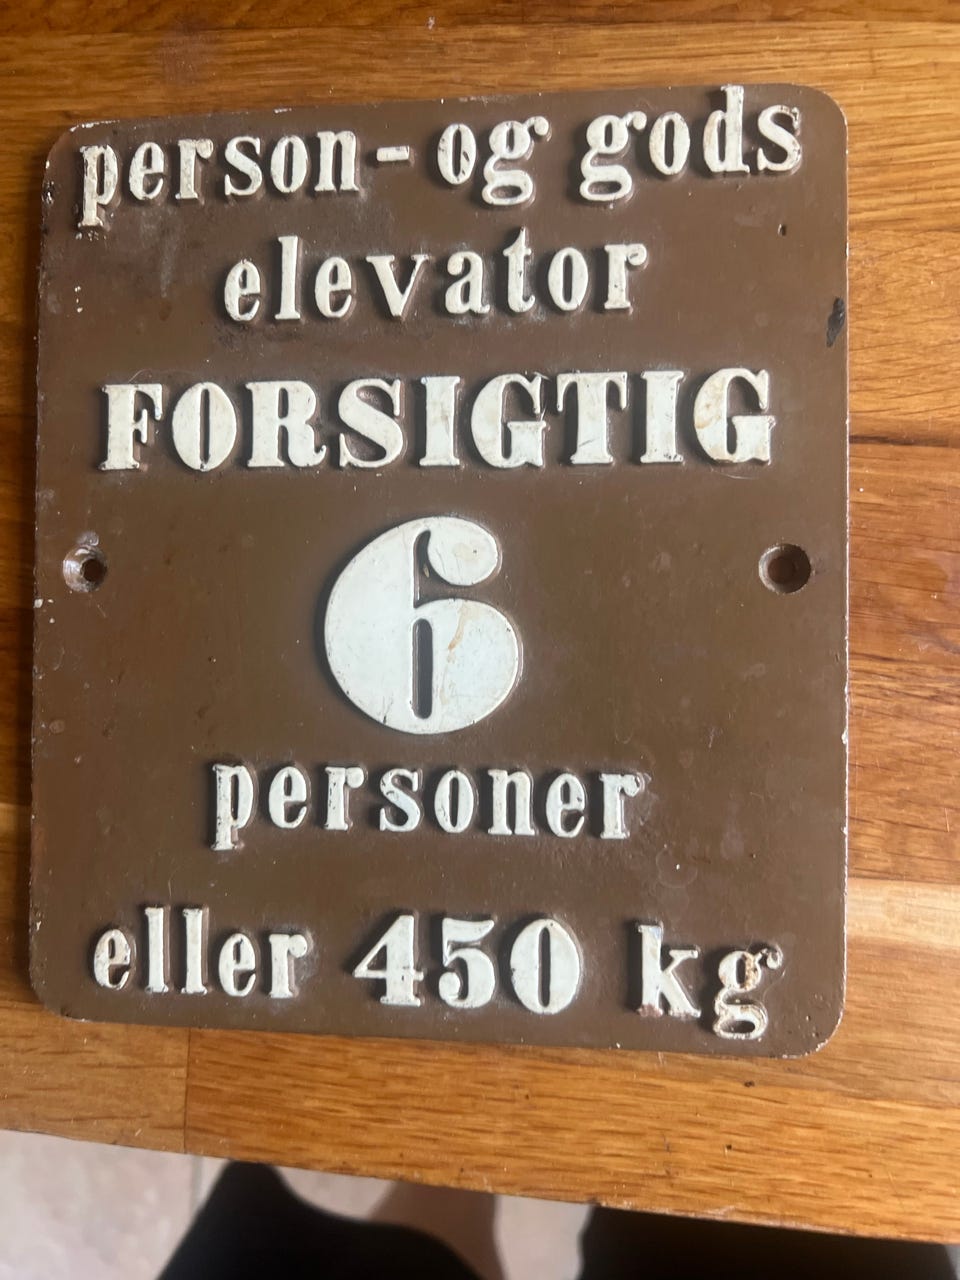 person- og gods
elevator
FORSIGTIG
6
personer
eller 450 kg